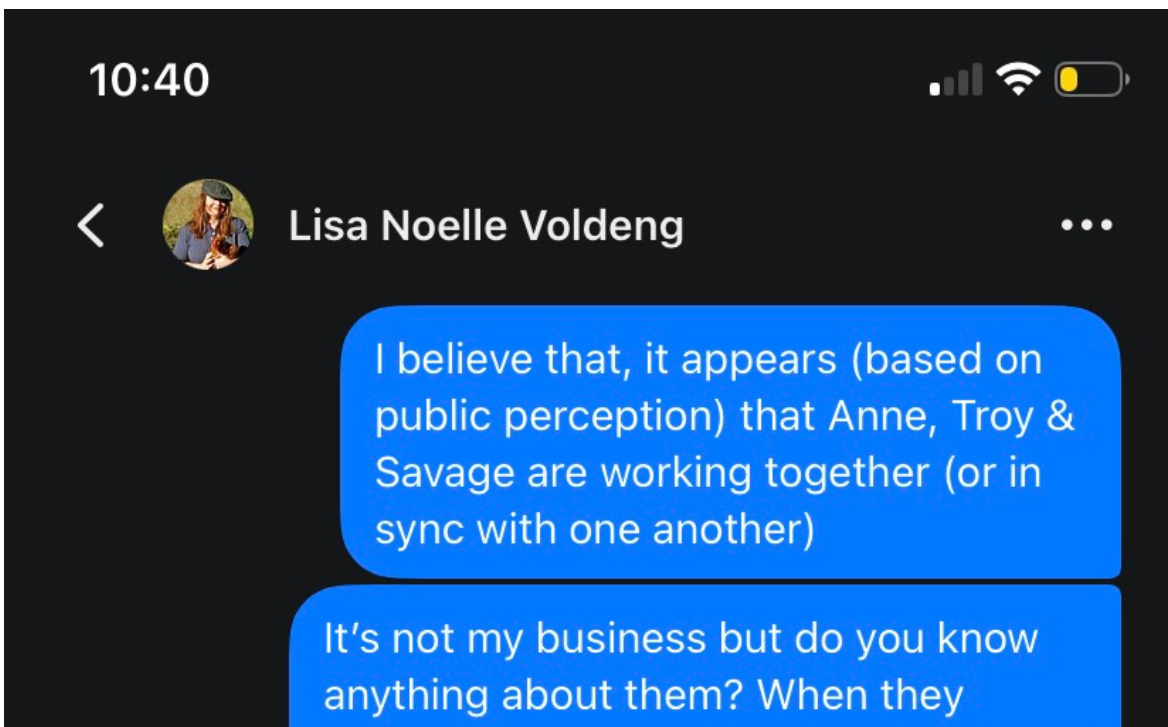 10:40
Lisa Noelle Voldeng
I believe that, it appears (based on
public perception) that Anne, Troy &
Savage are working together (or in
sync with one another)
It’s not my business but do you know
anything about them? When they